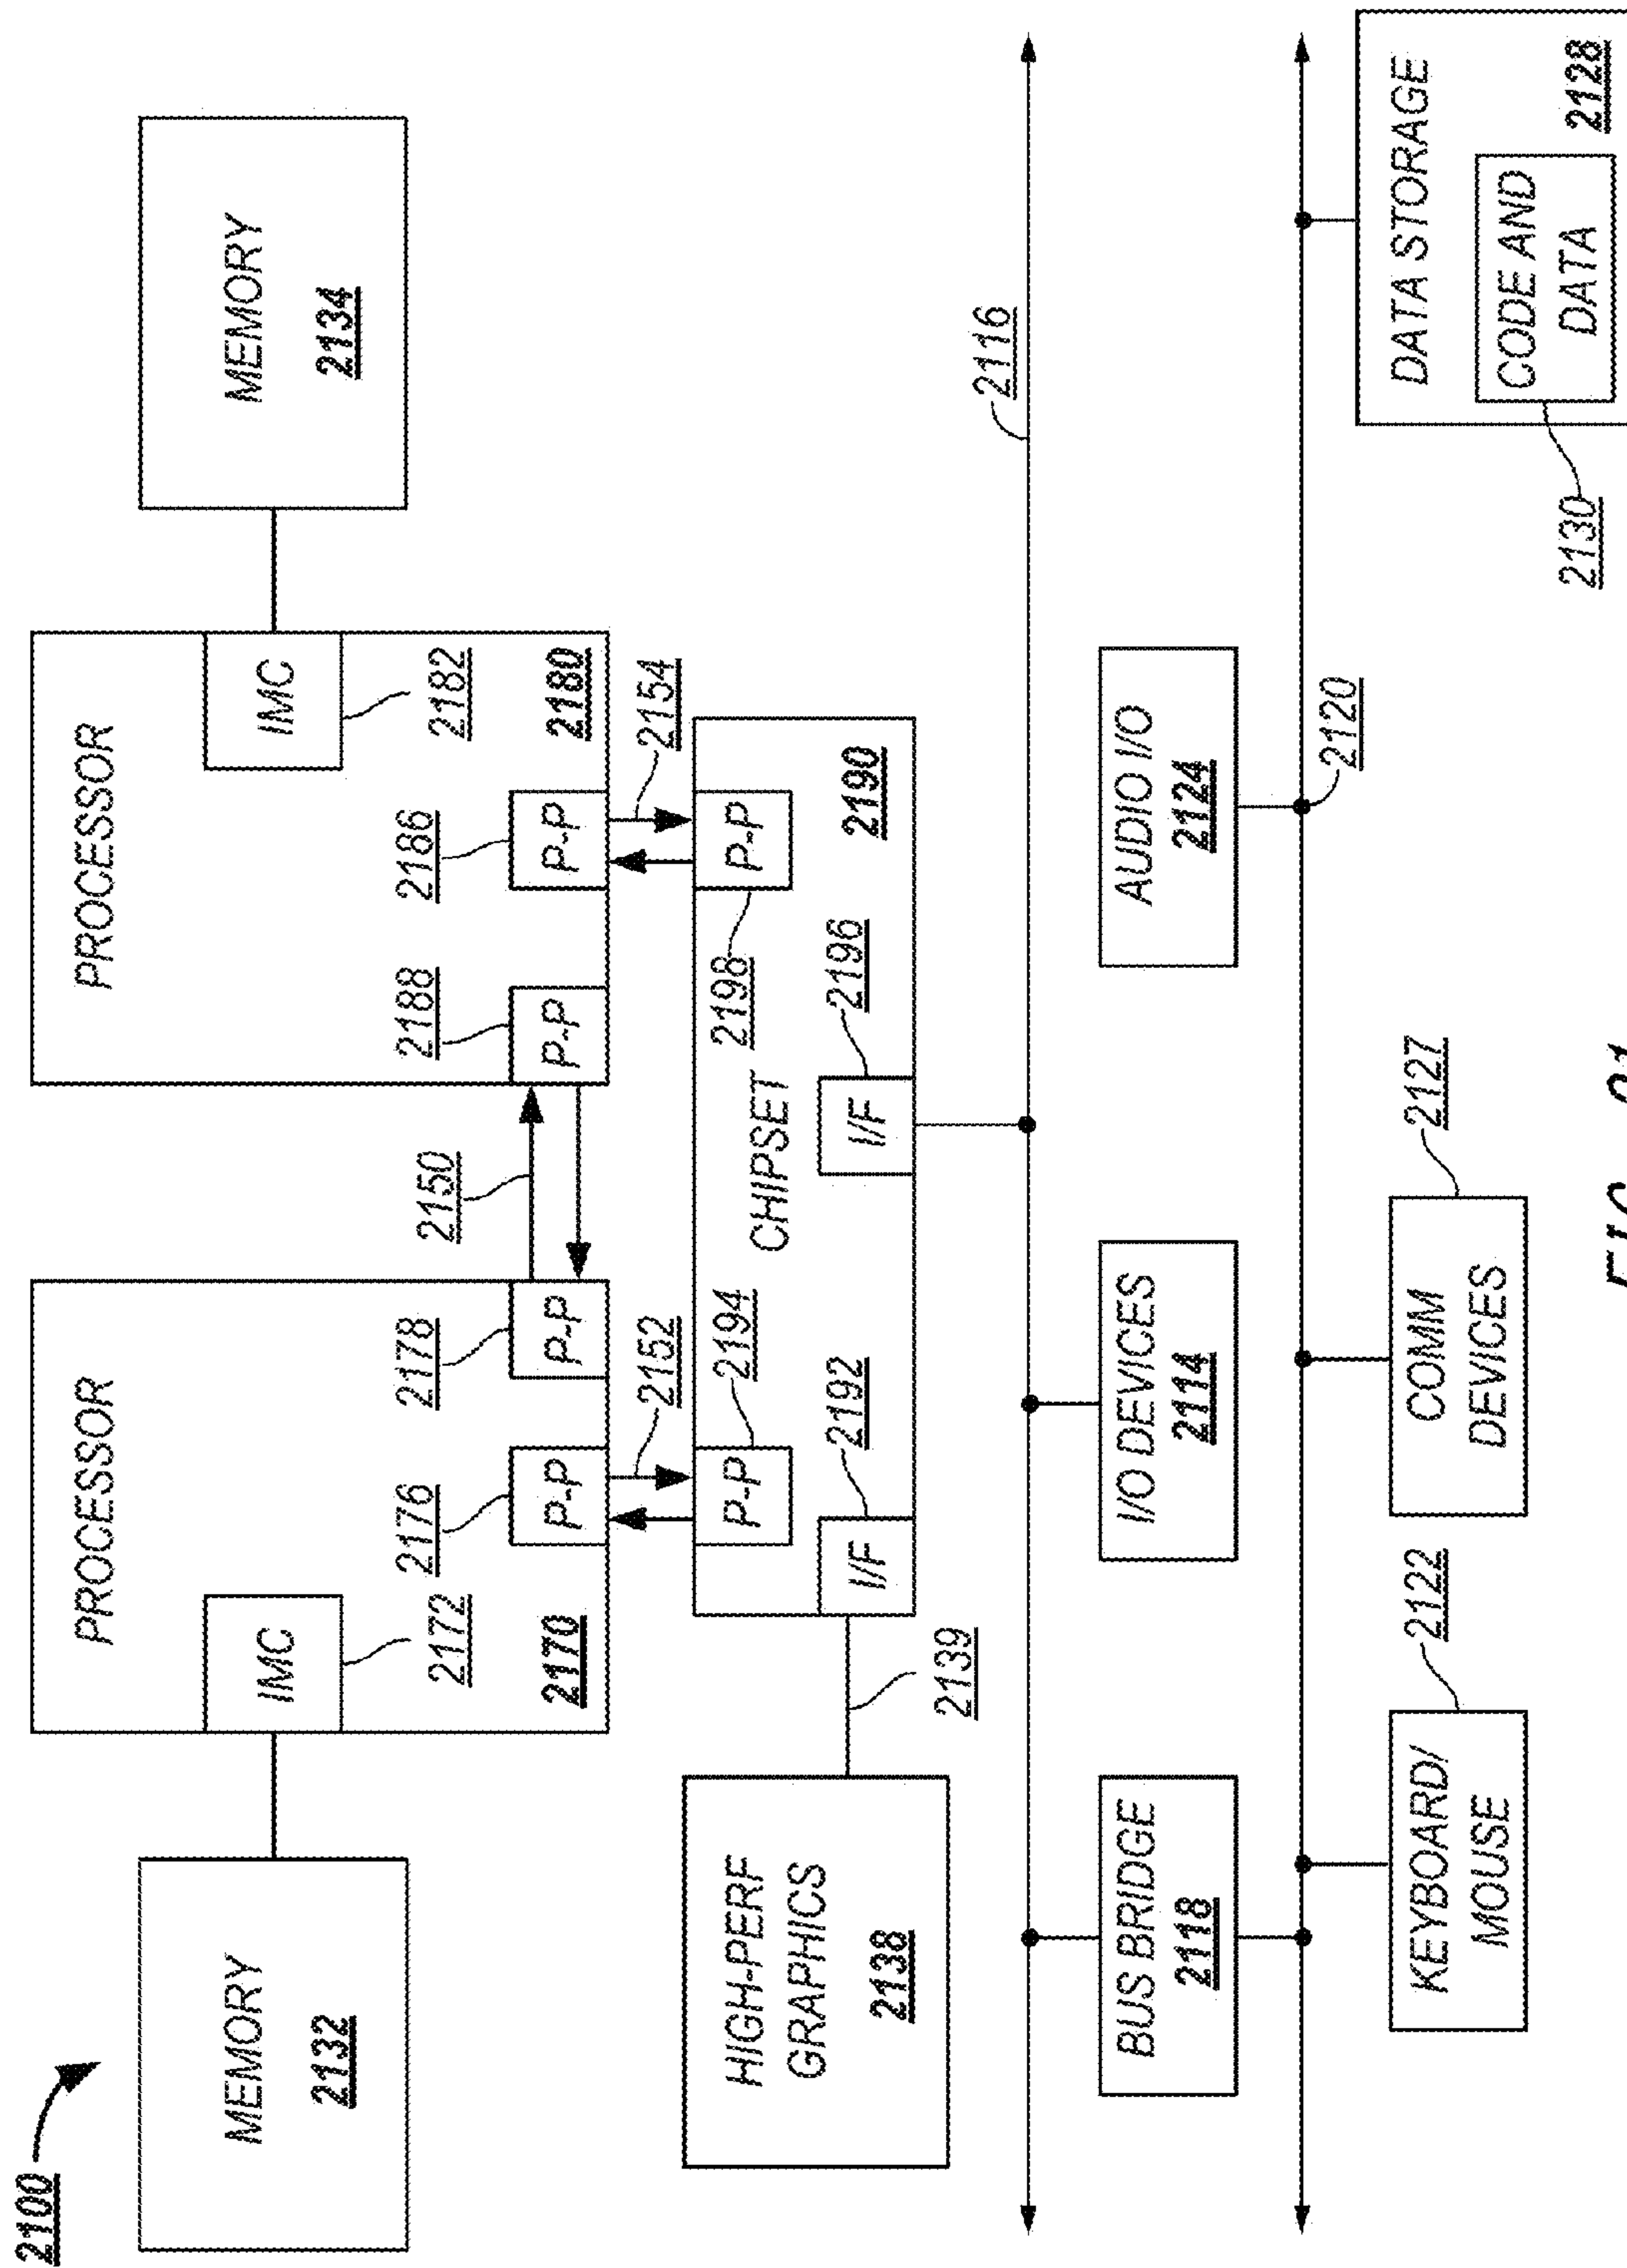 2100
MEMORY
2132
PROCESSOR
IMC
2172
2170
2176
P-P
2178
P-P
2150
PROCESSOR
2188
P-P
2186
P-P
IMC
2182
2180
MEMORY
2134
2152
2154
HIGH-PERF
GRAPHICS
2138
2139
P-P
2194
I/F
2192
CHIPSET
P-P
2198
2190
I/F
2196
2116
BUS BRIDGE
2118
I/O DEVICES
2114
AUDIO I/O
2124
2120
KEYBOARD/
MOUSE
2122
COMM
DEVICES
2127
DATA STORAGE
CODE AND
DATA
2128
2130